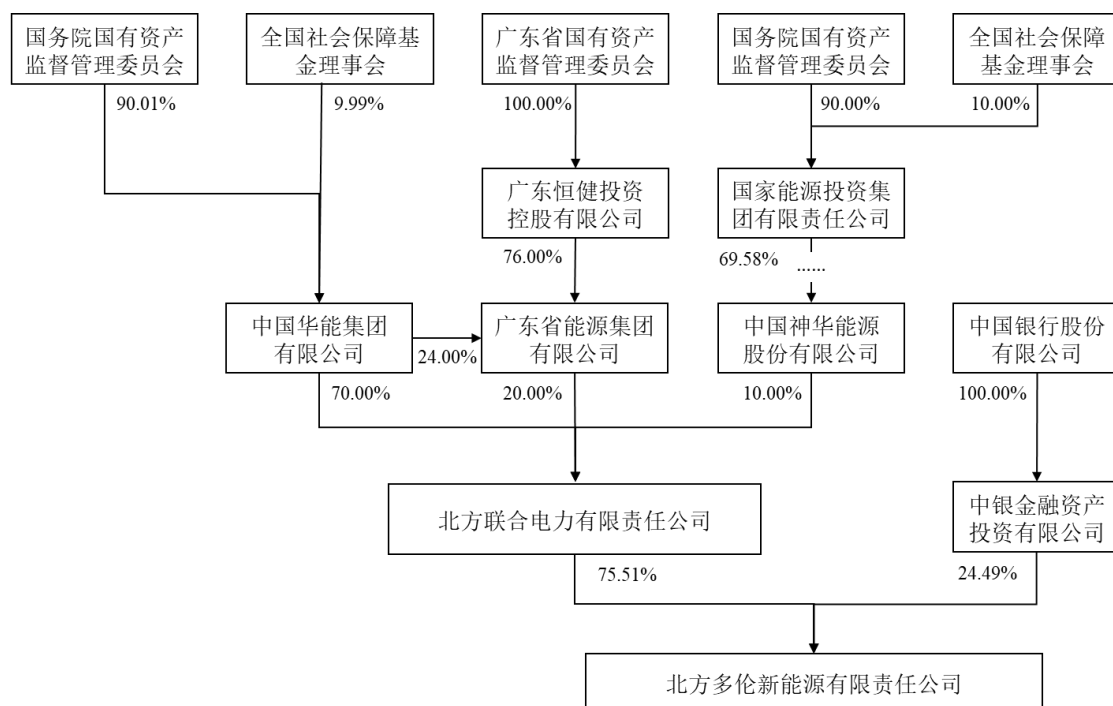 国务院国有资产
监督管理委员会
全国社会保障基
金理事会
广东省国有资产
监督管理委员会
国务院国有资产
监督管理委员会
全国社会保障
基金理事会
90.01%
9.99%
100.00%
90.00%
10.00%
广东恒健投资
控股有限公司
国家能源投资集
团有限责任公司
76.00%
69.58%
……
中国华能集团
有限公司
24.00%
广东省能源集团
有限公司
中国神华能源
股份有限公司
中国银行股份
有限公司
70.00%
20.00%
10.00%
100.00%
北方联合电力有限责任公司
中银金融资产
投资有限公司
75.51%
24.49%
北方多伦新能源有限责任公司